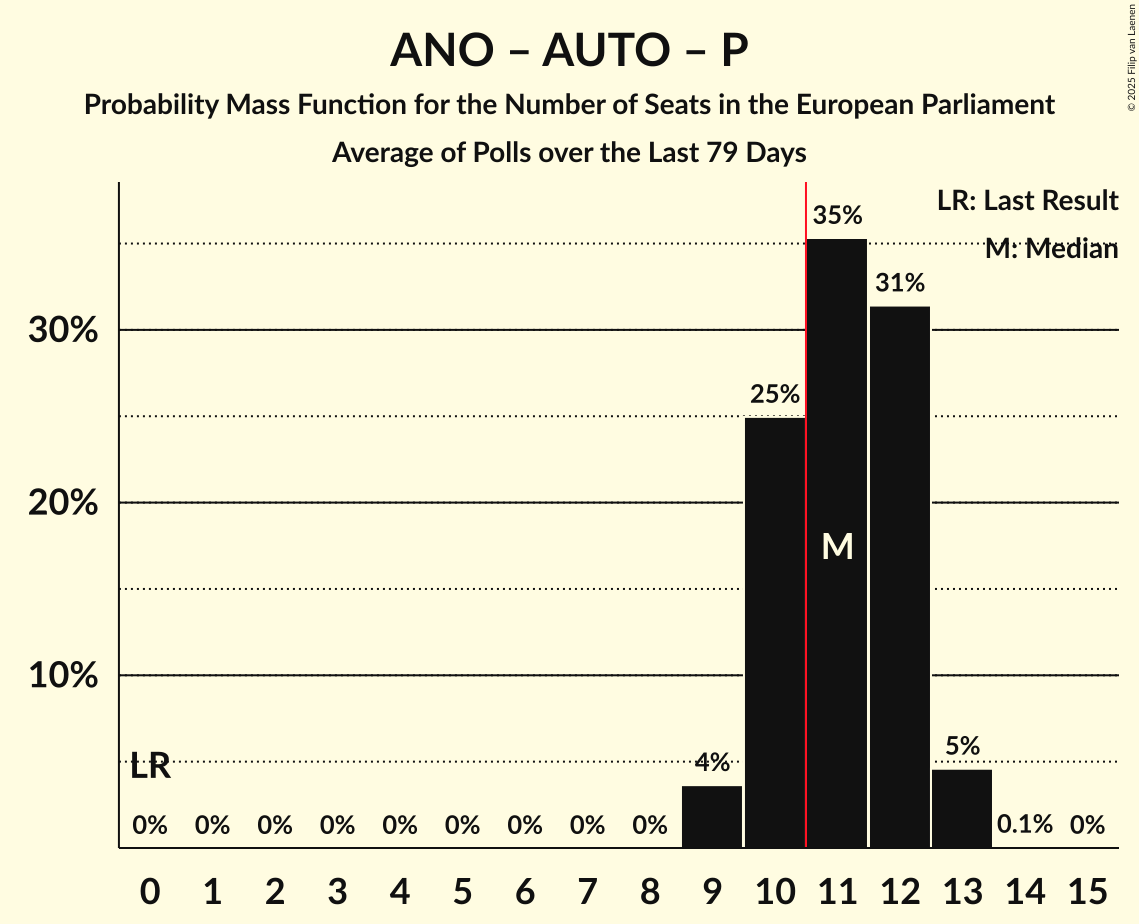 ANO – AUTO – P
Probability Mass Function for the Number of Seats in the European Parliament
Average of Polls over the Last 79 Days
© 2025 Filip van Laenen
LR: Last Result
M: Median
35%
31%
30%
25%
20%
M
10%
5%
4%
LR
0% 0% 0% 0% 0% 0% 0% 0% 0% 0.1% 0%
0 1 2 3 4 5 6 7 8 9 10 11 12 13 14 15